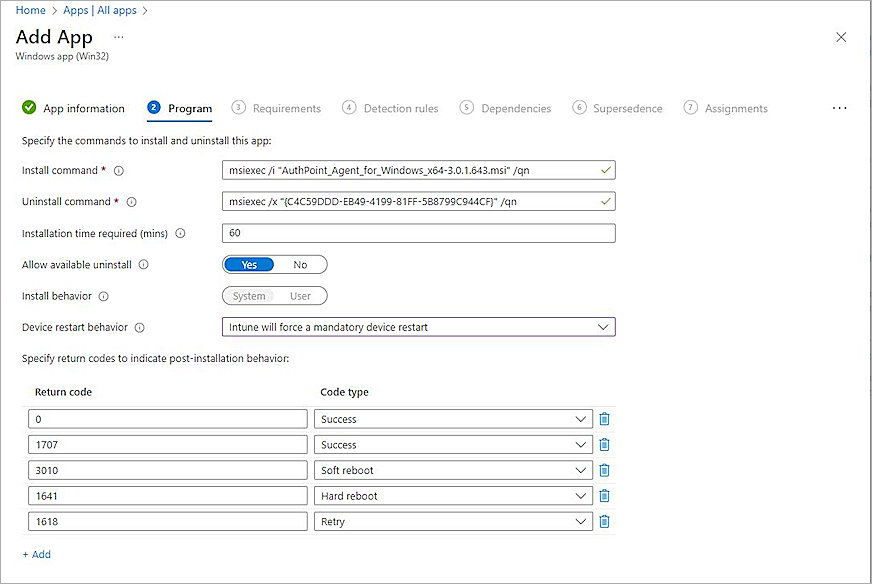 Home > Apps | All apps >
Add App ...
Windows app (Win32)
App information
2 Program
3 Requirements
4 Detection rules
5 Dependencies
6 Supersedence
7 Assignments
...
Specify the commands to install and uninstall this app:
Install command * msiexec /i "AuthPoint_Agent_for_Windows_x64-3.0.1.643.msi" /qn
Uninstall command * msiexec /x "{C4C59DDD-EB49-4199-81FF-5B8799C944CF}" /qn
Installation time required (mins) 60
Allow available uninstall Yes No
Install behavior System User
Device restart behavior Intune will force a mandatory device restart
Specify return codes to indicate post-installation behavior:
Return code Code type
0 Success
1707 Success
3010 Soft reboot
1641 Hard reboot
1618 Retry
+ Add